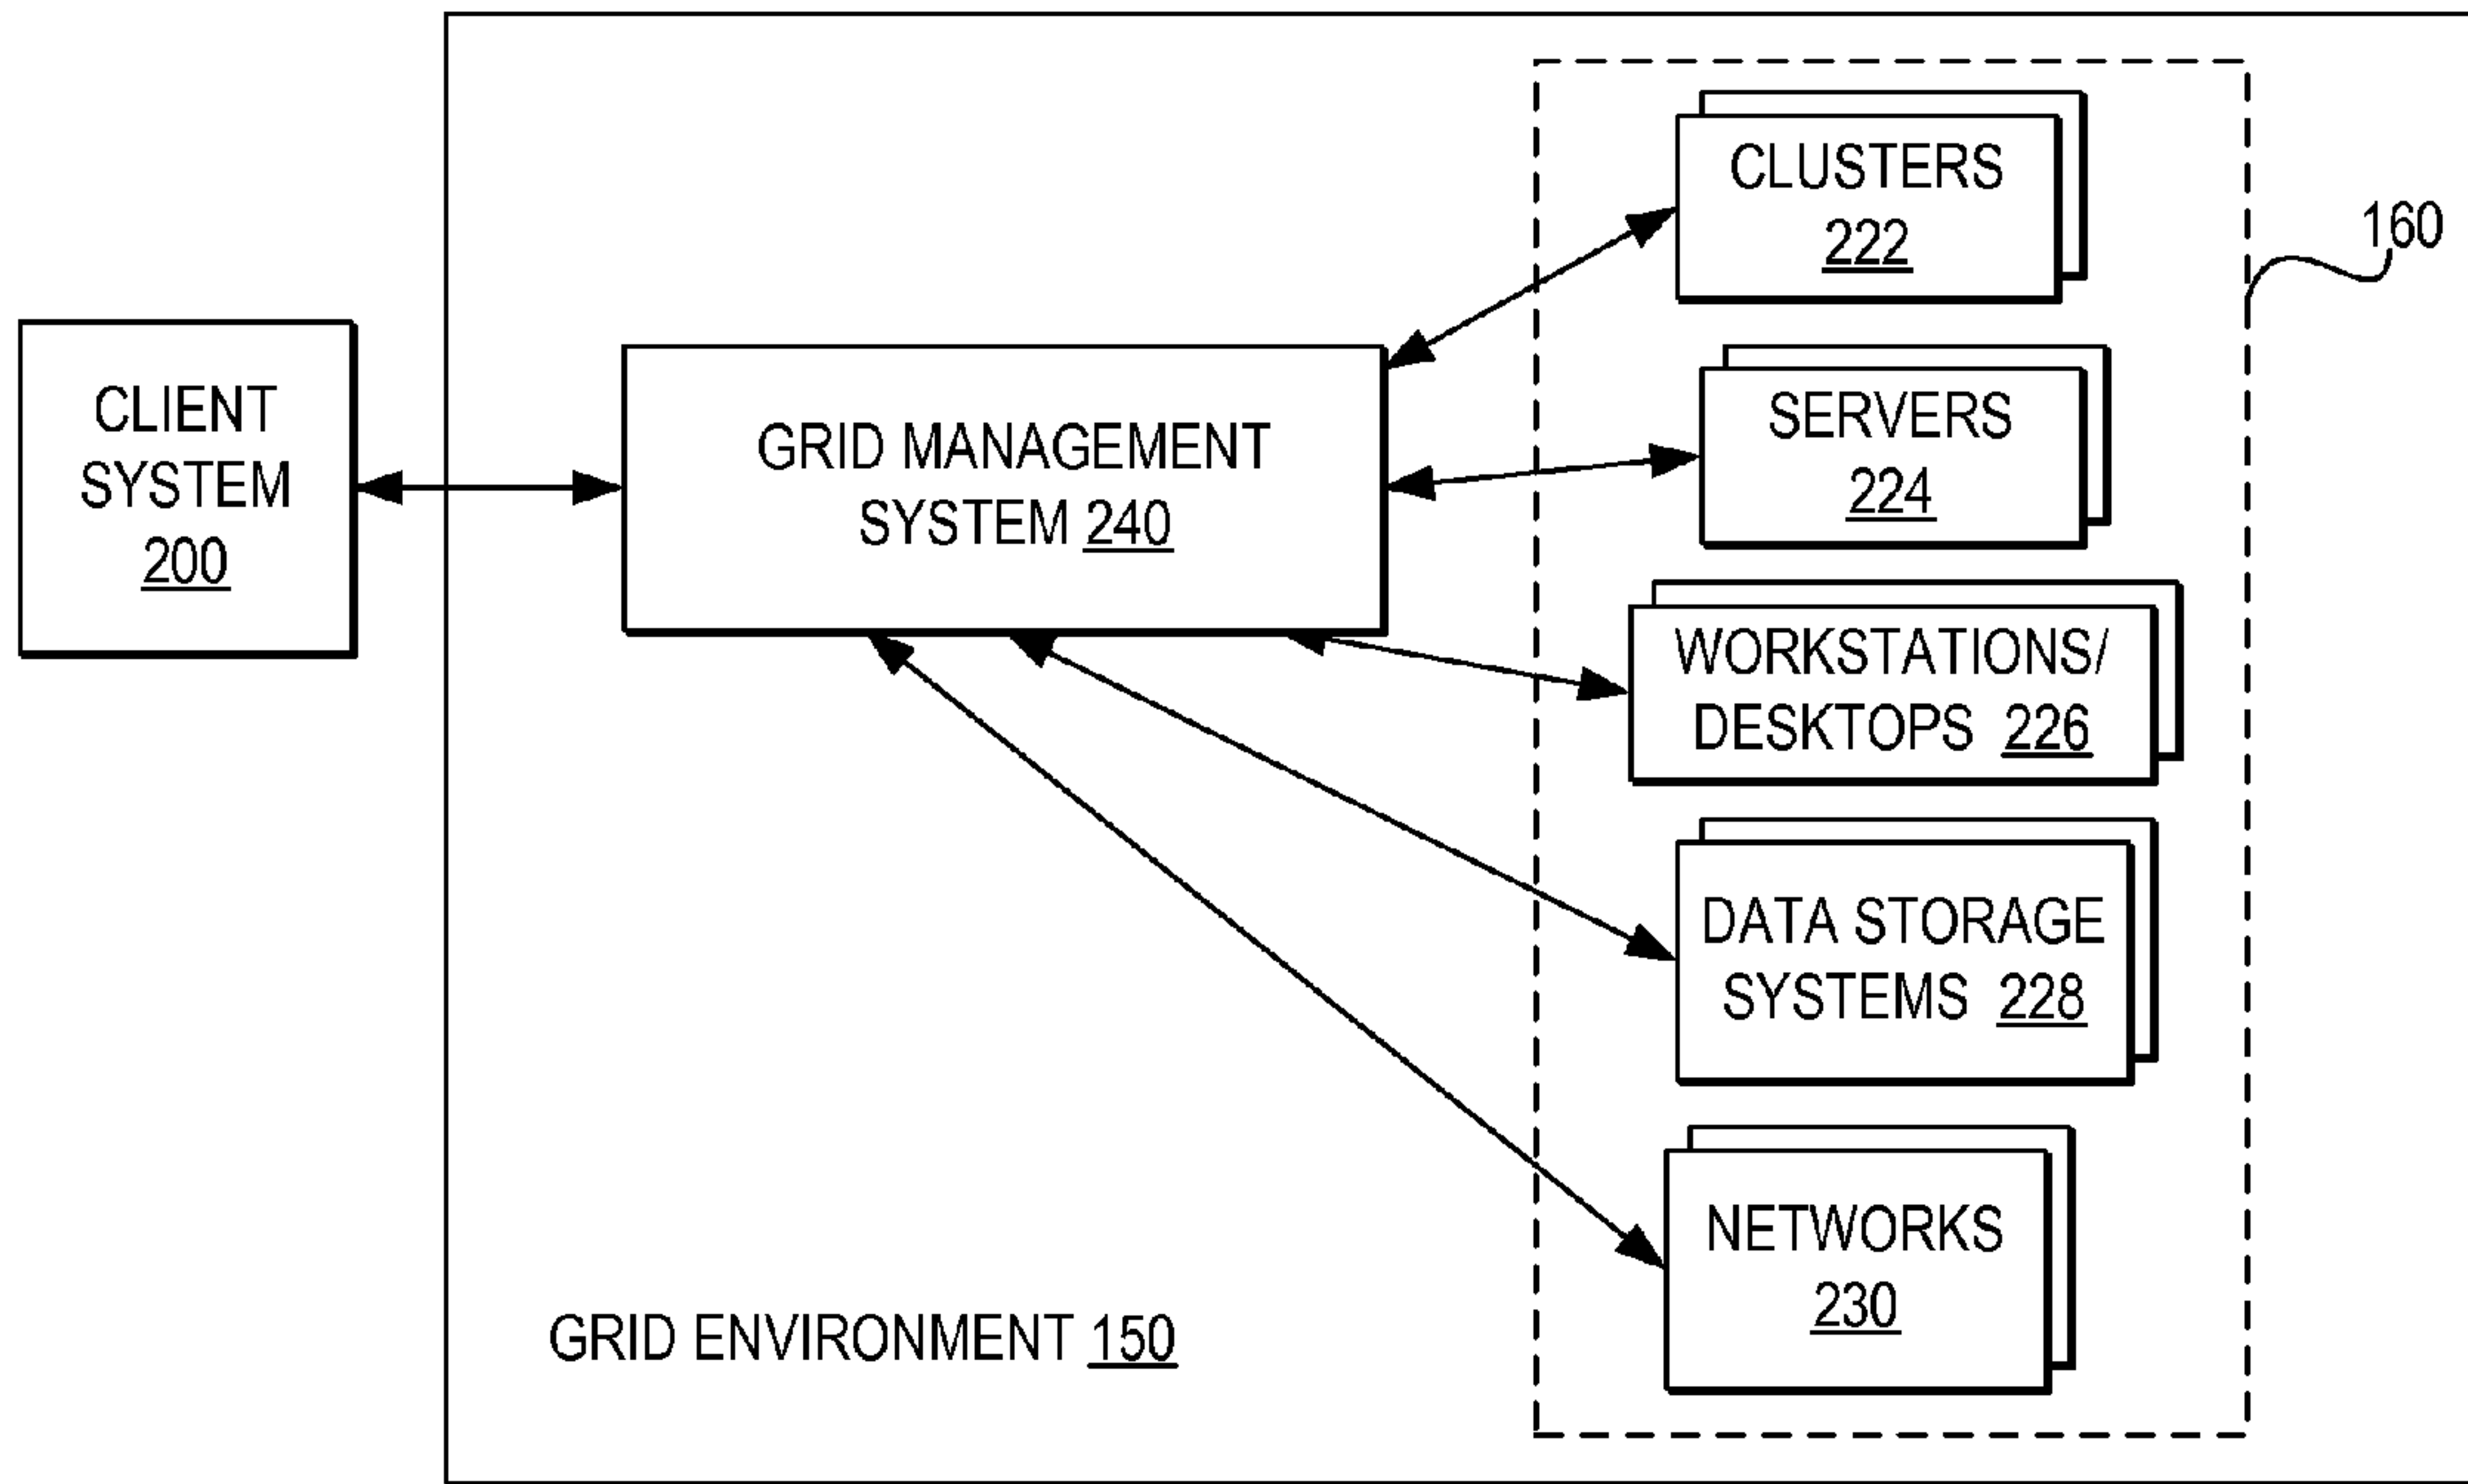 CLIENT
SYSTEM
200
GRID MANAGEMENT
SYSTEM 240
CLUSTERS
222
160
SERVERS
224
WORKSTATIONS/
DESKTOPS 226
DATA STORAGE
SYSTEMS 228
NETWORKS
230
GRID ENVIRONMENT 150